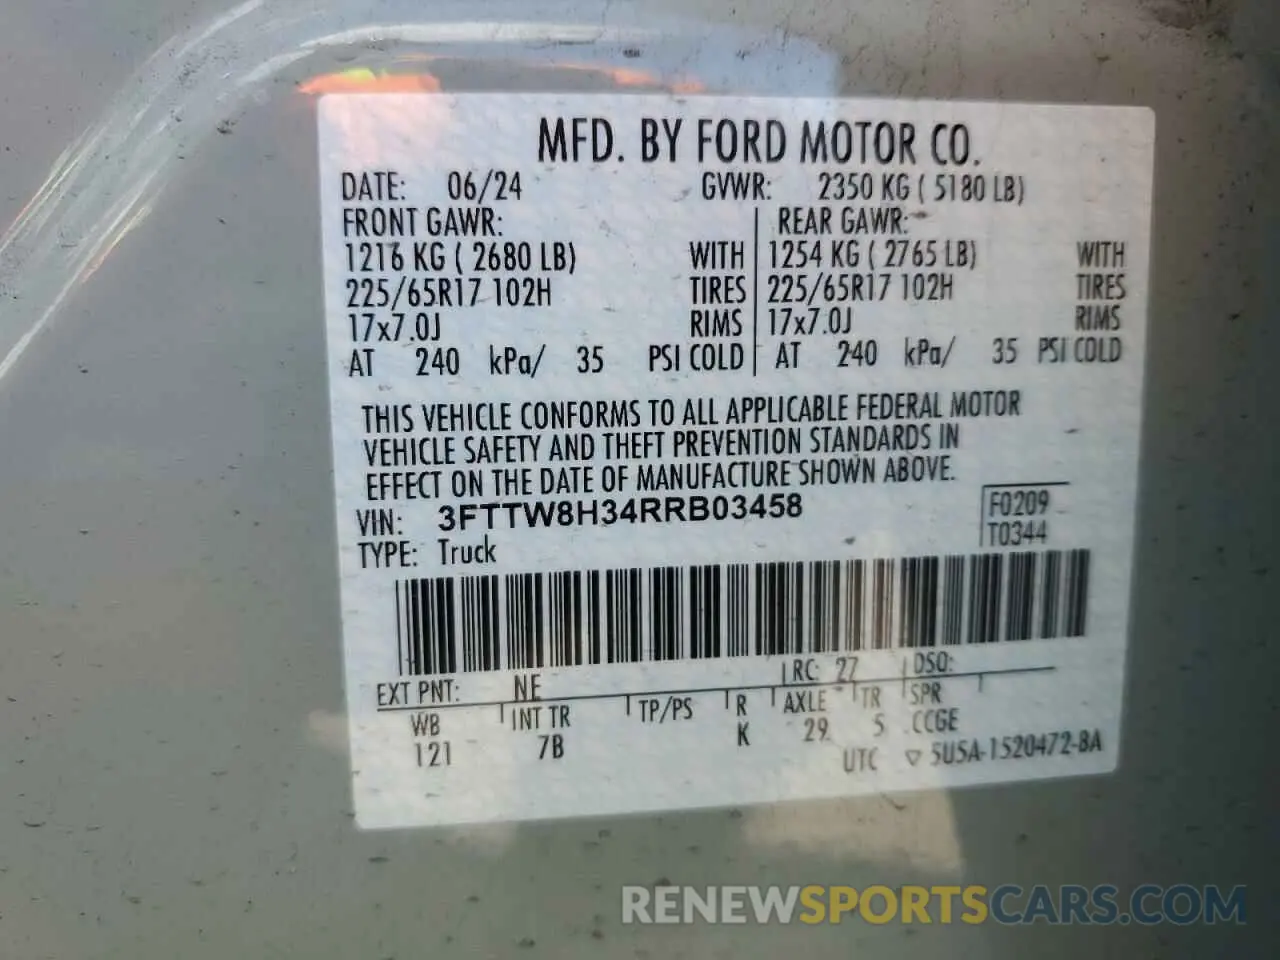 MFD. BY FORD MOTOR CO.
DATE: 06/24 GVWR: 2350 KG ( 5180 LB)
FRONT GAWR: REAR GAWR:
1216 KG ( 2680 LB) WITH 1254 KG ( 2765 LB) WITH
225/65R17 102H TIRES 225/65R17 102H TIRES
17x7.0J RIMS 17x7.0J RIMS
AT 240 kPa/ 35 PSI COLD AT 240 kPa/ 35 PSI COLD
THIS VEHICLE CONFORMS TO ALL APPLICABLE FEDERAL MOTOR
VEHICLE SAFETY AND THEFT PREVENTION STANDARDS IN
EFFECT ON THE DATE OF MANUFACTURE SHOWN ABOVE.
VIN: 3FTTW8H34RRB03458 F0209
TYPE: Truck T0344
EXT PNT: NE RC: 27 DSO:
WB INT TR TP/PS R AXLE TR SPR
121 7B K 29 5 CCGE
UTC ▽ 5U5A-1520472-BA
RENEWSPORTSCARS.COM